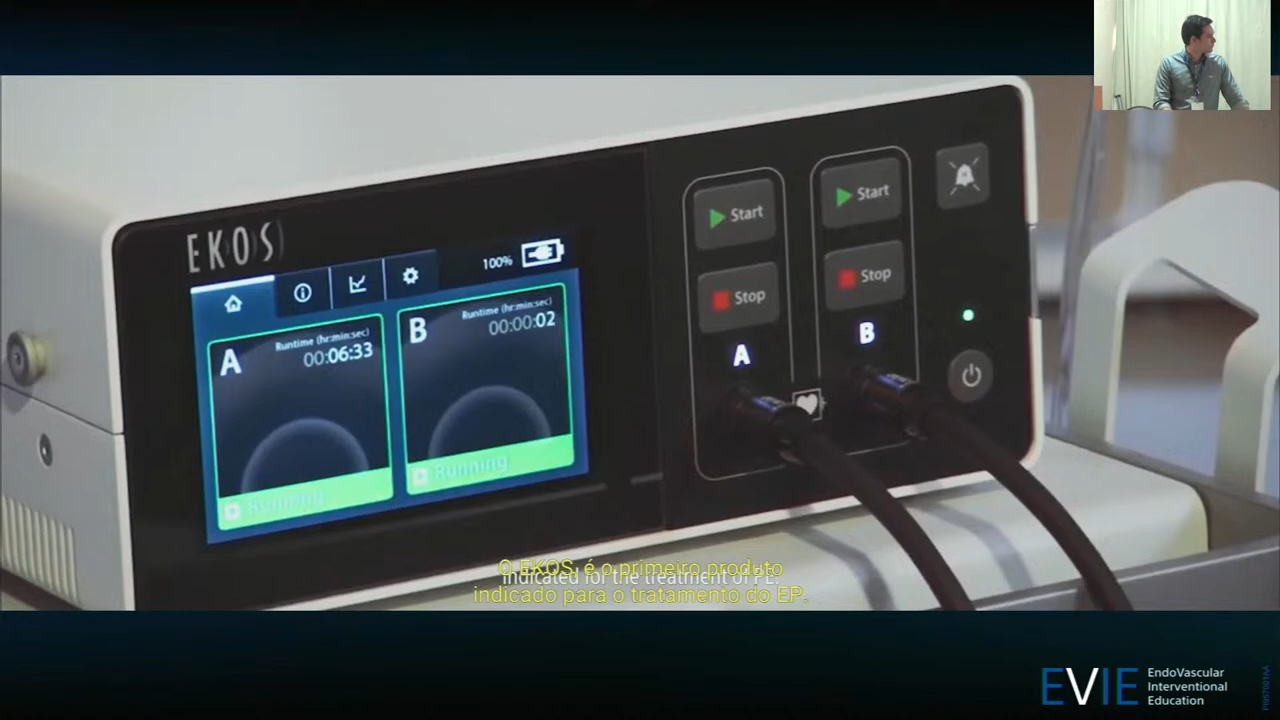 EKOS
100%
A
Runtime (hr:min:sec)
00:06:33
Running
B
Runtime (hr:min:sec)
00:00:02
Running
Start
Stop
A
Start
Stop
B
O EKOS, é o primeiro produto
indicated for the treatment of PE.
indicado para o tratamento do EP.
EVIE
EndoVascular
Interventional
Education